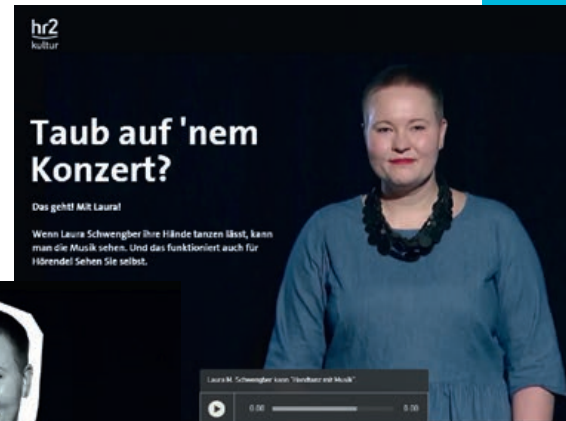 hr2
kultur
Taub auf 'nem
Konzert?
Das geht! Mit Laura!
Wenn Laura Schwengber ihre Hände tanzen lässt, kann
man die Musik sehen. Und das funktioniert auch für
Hörende! Sehen Sie selbst.
Laura M. Schwengber kann "Handtanz mit Musik"
0:00